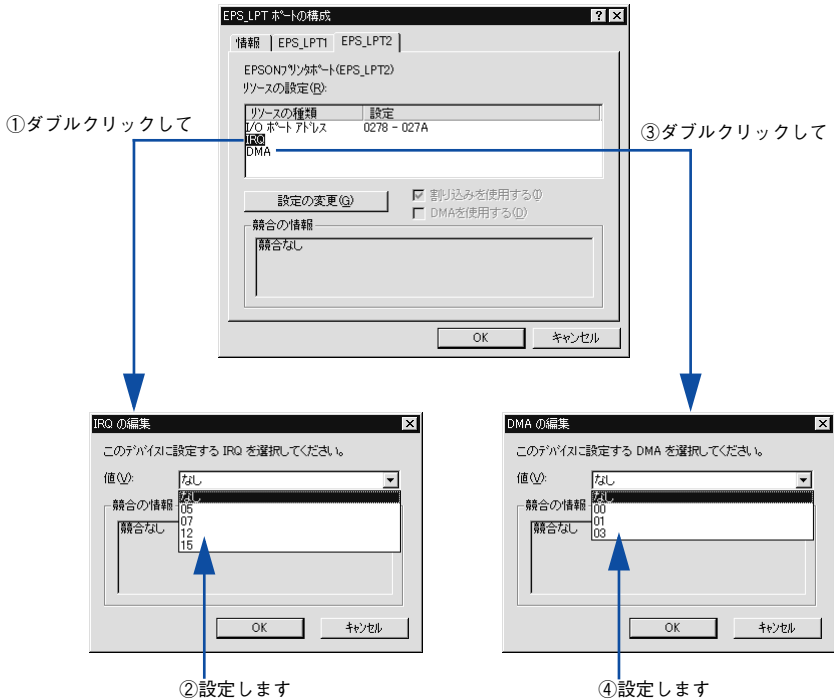 EPS_LPT ポートの構成
情報 EPS_LPT1 EPS_LPT2
EPSONプリンタポート(EPS_LPT2)
リソースの設定(R):
リソースの種類 設定
I/O ポート アドレス 0278 - 027A
IRQ
DMA
①ダブルクリックして
③ダブルクリックして
設定の変更(G)
割り込みを使用する(I)
DMAを使用する(D)
競合の情報
競合なし
OK キャンセル
IRQ の編集
このデバイスに設定する IRQ を選択してください。
値(V): なし
なし
05
07
12
15
競合の情報
競合なし
OK キャンセル
②設定します
DMA の編集
このデバイスに設定する DMA を選択してください。
値(V): なし
なし
00
01
03
競合の情報
競合なし
OK キャンセル
④設定します